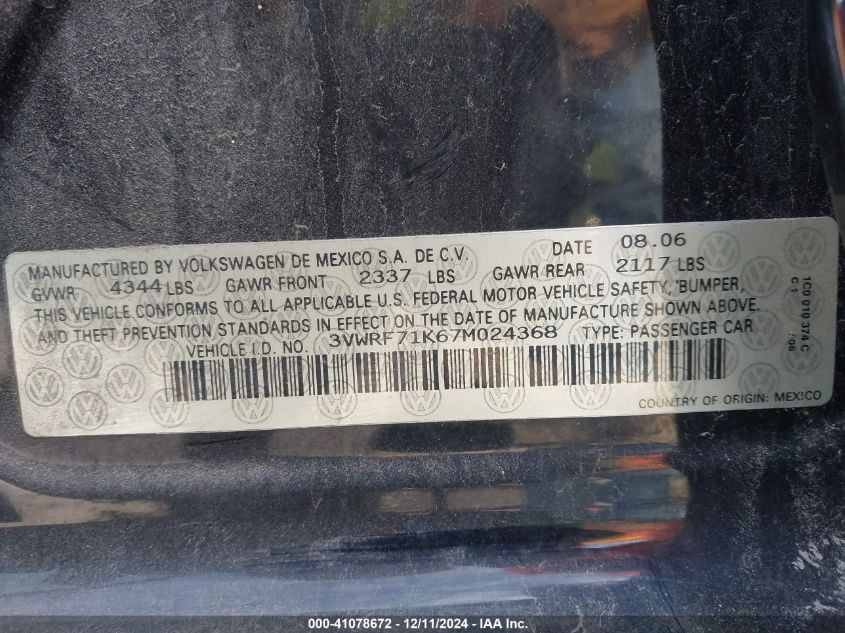 MANUFACTURED BY VOLKSWAGEN DE MEXICO S.A. DE C.V. DATE 08.06
GVWR 4344 LBS GAWR FRONT 2337 LBS GAWR REAR 2117 LBS
THIS VEHICLE CONFORMS TO ALL APPLICABLE U.S. FEDERAL MOTOR VEHICLE SAFETY, BUMPER,
AND THEFT PREVENTION STANDARDS IN EFFECT ON THE DATE OF MANUFACTURE SHOWN ABOVE.
VEHICLE I.D. NO. 3VWRF71K67M024368 TYPE: PASSENGER CAR
COUNTRY OF ORIGIN: MEXICO
1C0 010 374 C
C-1 /06
000-41078672 - 12/11/2024 - IAA Inc.